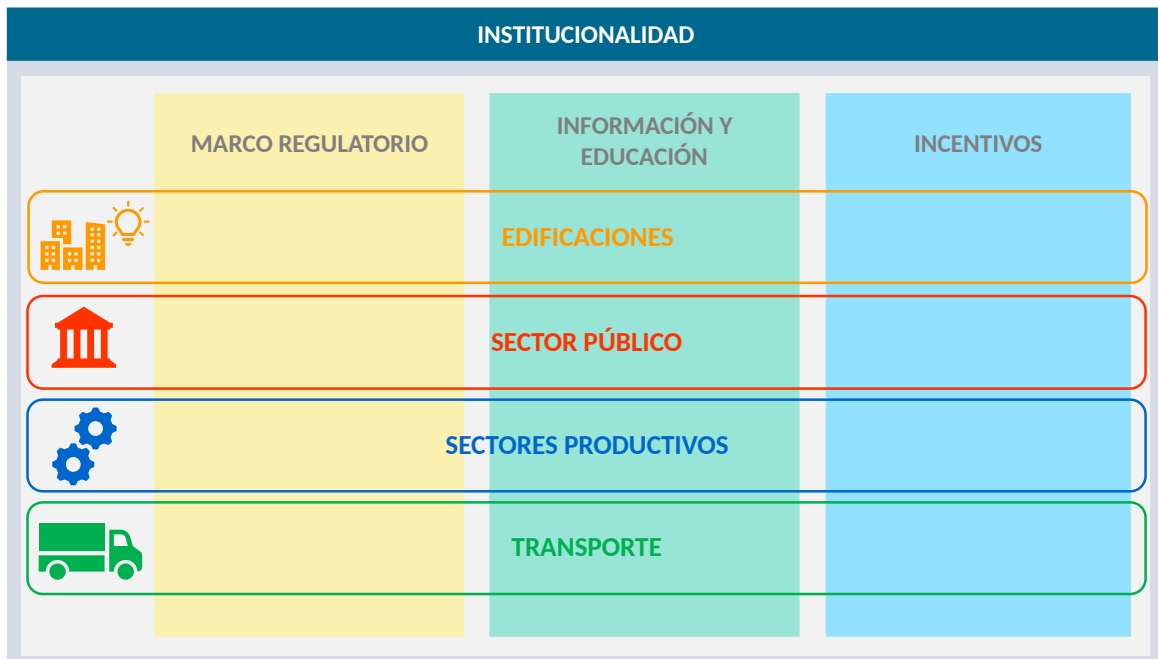 INSTITUCIONALIDAD
MARCO REGULATORIO
INFORMACIÓN Y
EDUCACIÓN
INCENTIVOS
EDIFICACIONES
SECTOR PÚBLICO
SECTORES PRODUCTIVOS
TRANSPORTE